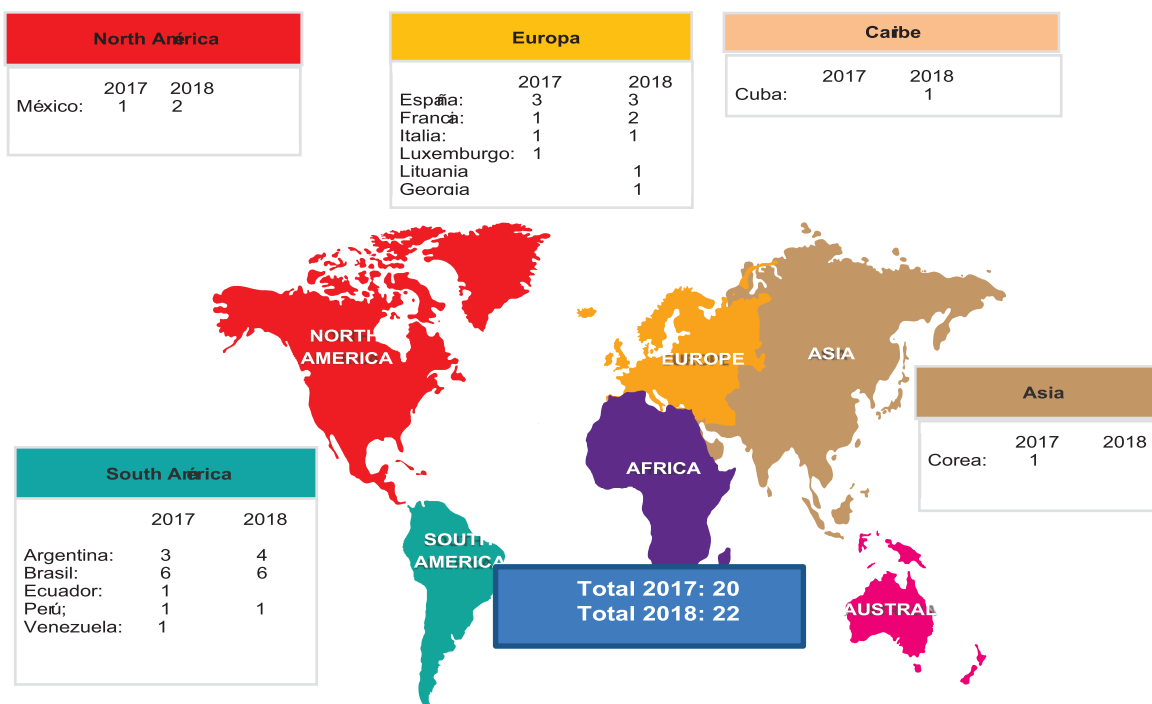 North América
2017 2018
México: 1 2
Europa
2017 2018
España: 3 3
Francia: 1 2
Italia: 1 1
Luxemburgo: 1
Lituania 1
Georgia 1
Caribe
2017 2018
Cuba: 1
NORTH
AMERICA
EUROPE
ASIA
AFRICA
SOUTH
AMERICA
AUSTRAL
Asia
2017 2018
Corea: 1
South América
2017 2018
Argentina: 3 4
Brasil: 6 6
Ecuador: 1
Perú; 1 1
Venezuela: 1
Total 2017: 20
Total 2018: 22